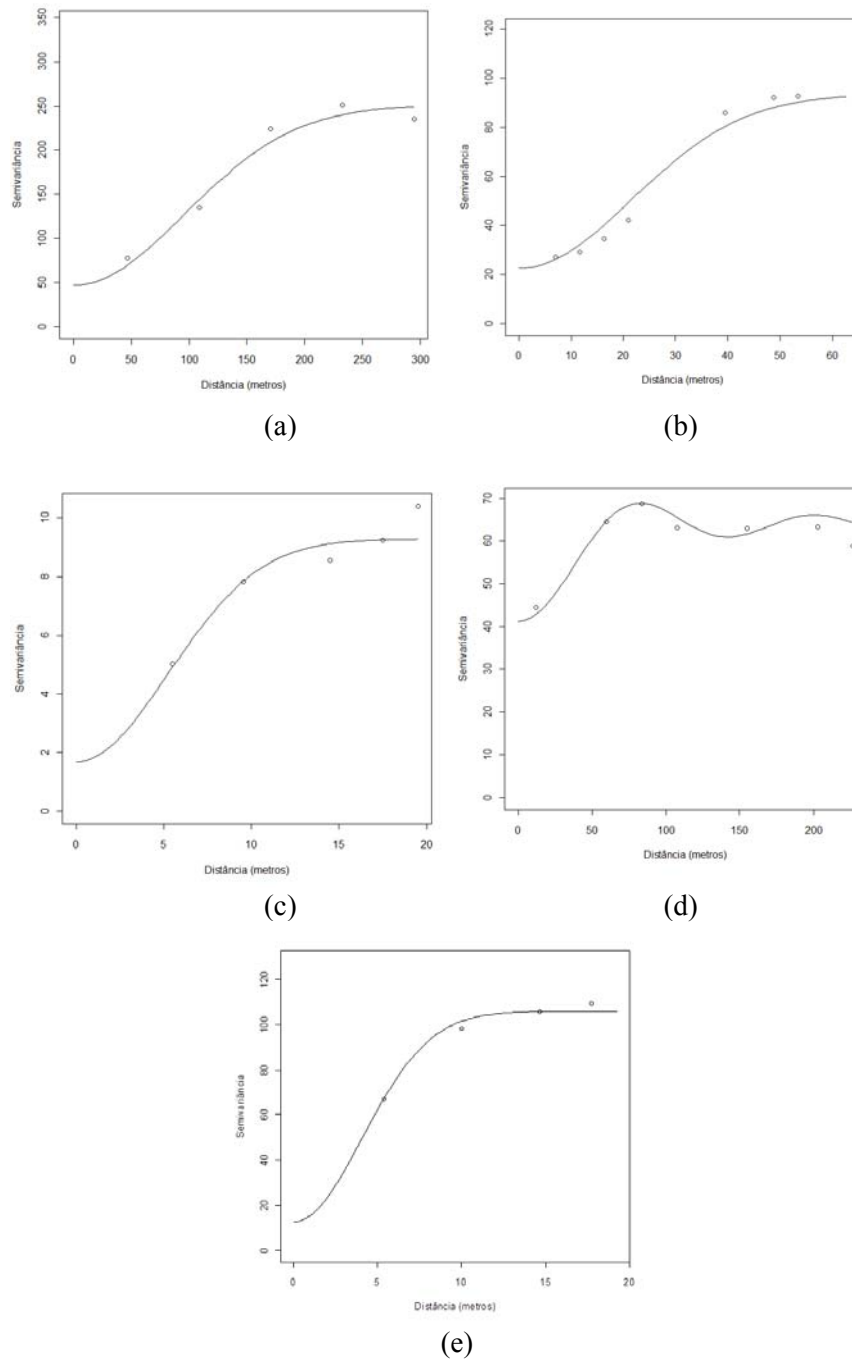 350
300
250
200
150
100
50
0
Semivariância
0 50 100 150 200 250 300
Distância (metros)
(a)
120
100
80
60
40
20
0
Semivariância
0 10 20 30 40 50 60
Distância (metros)
(b)
10
8
6
4
2
0
Semivariância
0 5 10 15 20
Distância (metros)
(c)
70
60
50
40
30
20
10
0
Semivariância
0 50 100 150 200
Distância (metros)
(d)
120
100
80
60
40
20
0
Semivariância
0 5 10 15 20
Distância (metros)
(e)